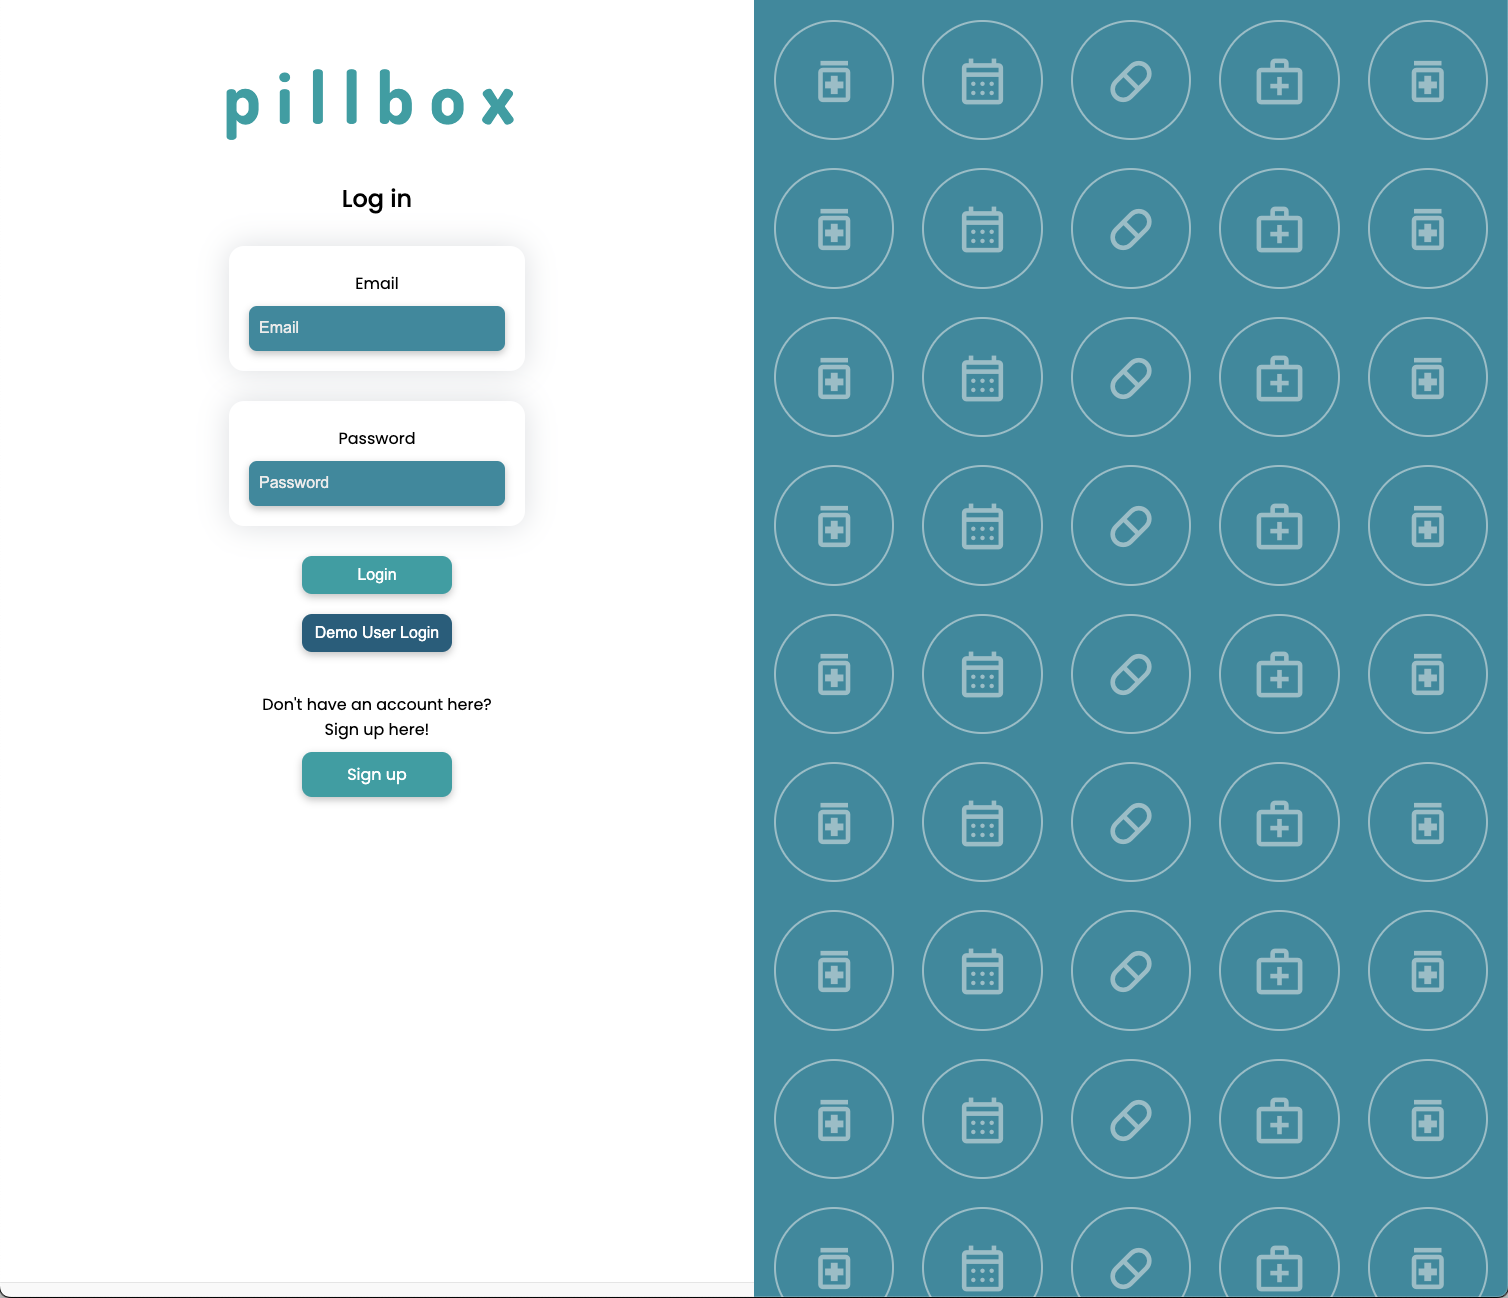 pillbox
Log in
Email
Email
Password
Password
Login
Demo User Login
Don't have an account here?
Sign up here!
Sign up